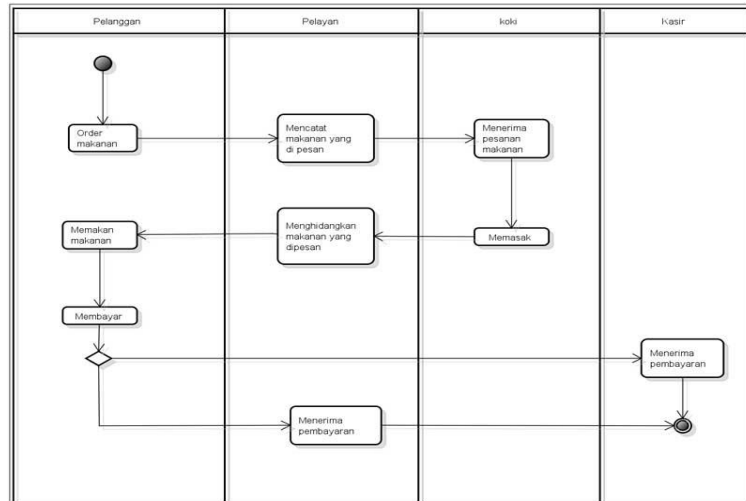 Pelanggan
Pelayan
koki
Kasir
Order
makanan
Mencatat
makanan yang
di pesan
Menerima
pesanan
makanan
Memakan
makanan
Menghidangkan
makanan yang
dipesan
Memasak
Membayar
Menerima
pembayaran
Menerima
pembayaran